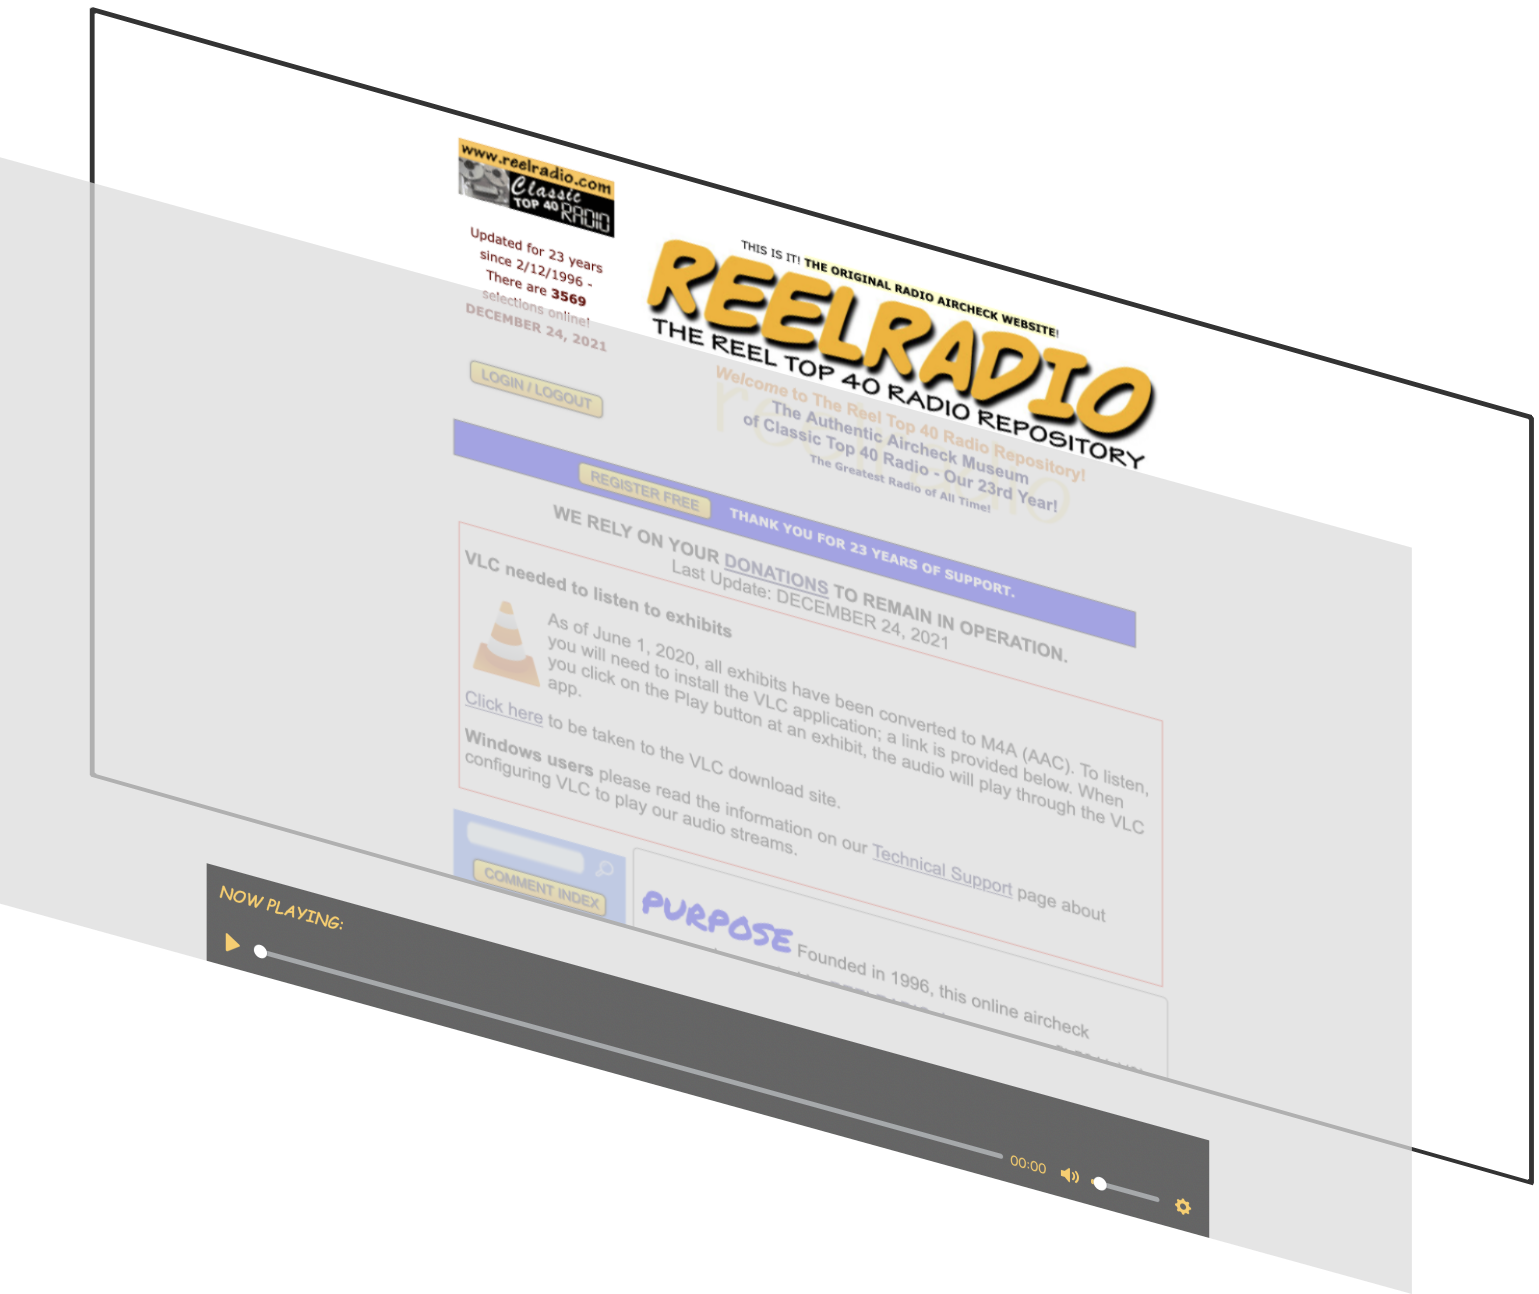 www.reelradio.com
Classic
TOP 40 RADIO
Updated for 23 years
since 2/12/1996 -
There are 3569
selections online!
DECEMBER 24, 2021
LOGIN / LOGOUT
THIS IS IT! THE ORIGINAL RADIO AIRCHECK WEBSITE!
REELRADIO
THE REEL TOP 40 RADIO REPOSITORY
reelradio
Welcome to The Reel Top 40 Radio Repository!
The Authentic Aircheck Museum
of Classic Top 40 Radio - Our 23rd Year!
The Greatest Radio of All Time!
REGISTER FREE
THANK YOU FOR 23 YEARS OF SUPPORT.
WE RELY ON YOUR DONATIONS TO REMAIN IN OPERATION.
Last Update: DECEMBER 24, 2021
VLC needed to listen to exhibits
As of June 1, 2020, all exhibits have been converted to M4A (AAC). To listen,
you will need to install the VLC application; a link is provided below. When
you click on the Play button at an exhibit, the audio will play through the VLC
app.
Click here to be taken to the VLC download site.
Windows users please read the information on our Technical Support page about
configuring VLC to play our audio streams.
COMMENT INDEX
PURPOSE Founded in 1996, this online aircheck
NOW PLAYING:
00:00